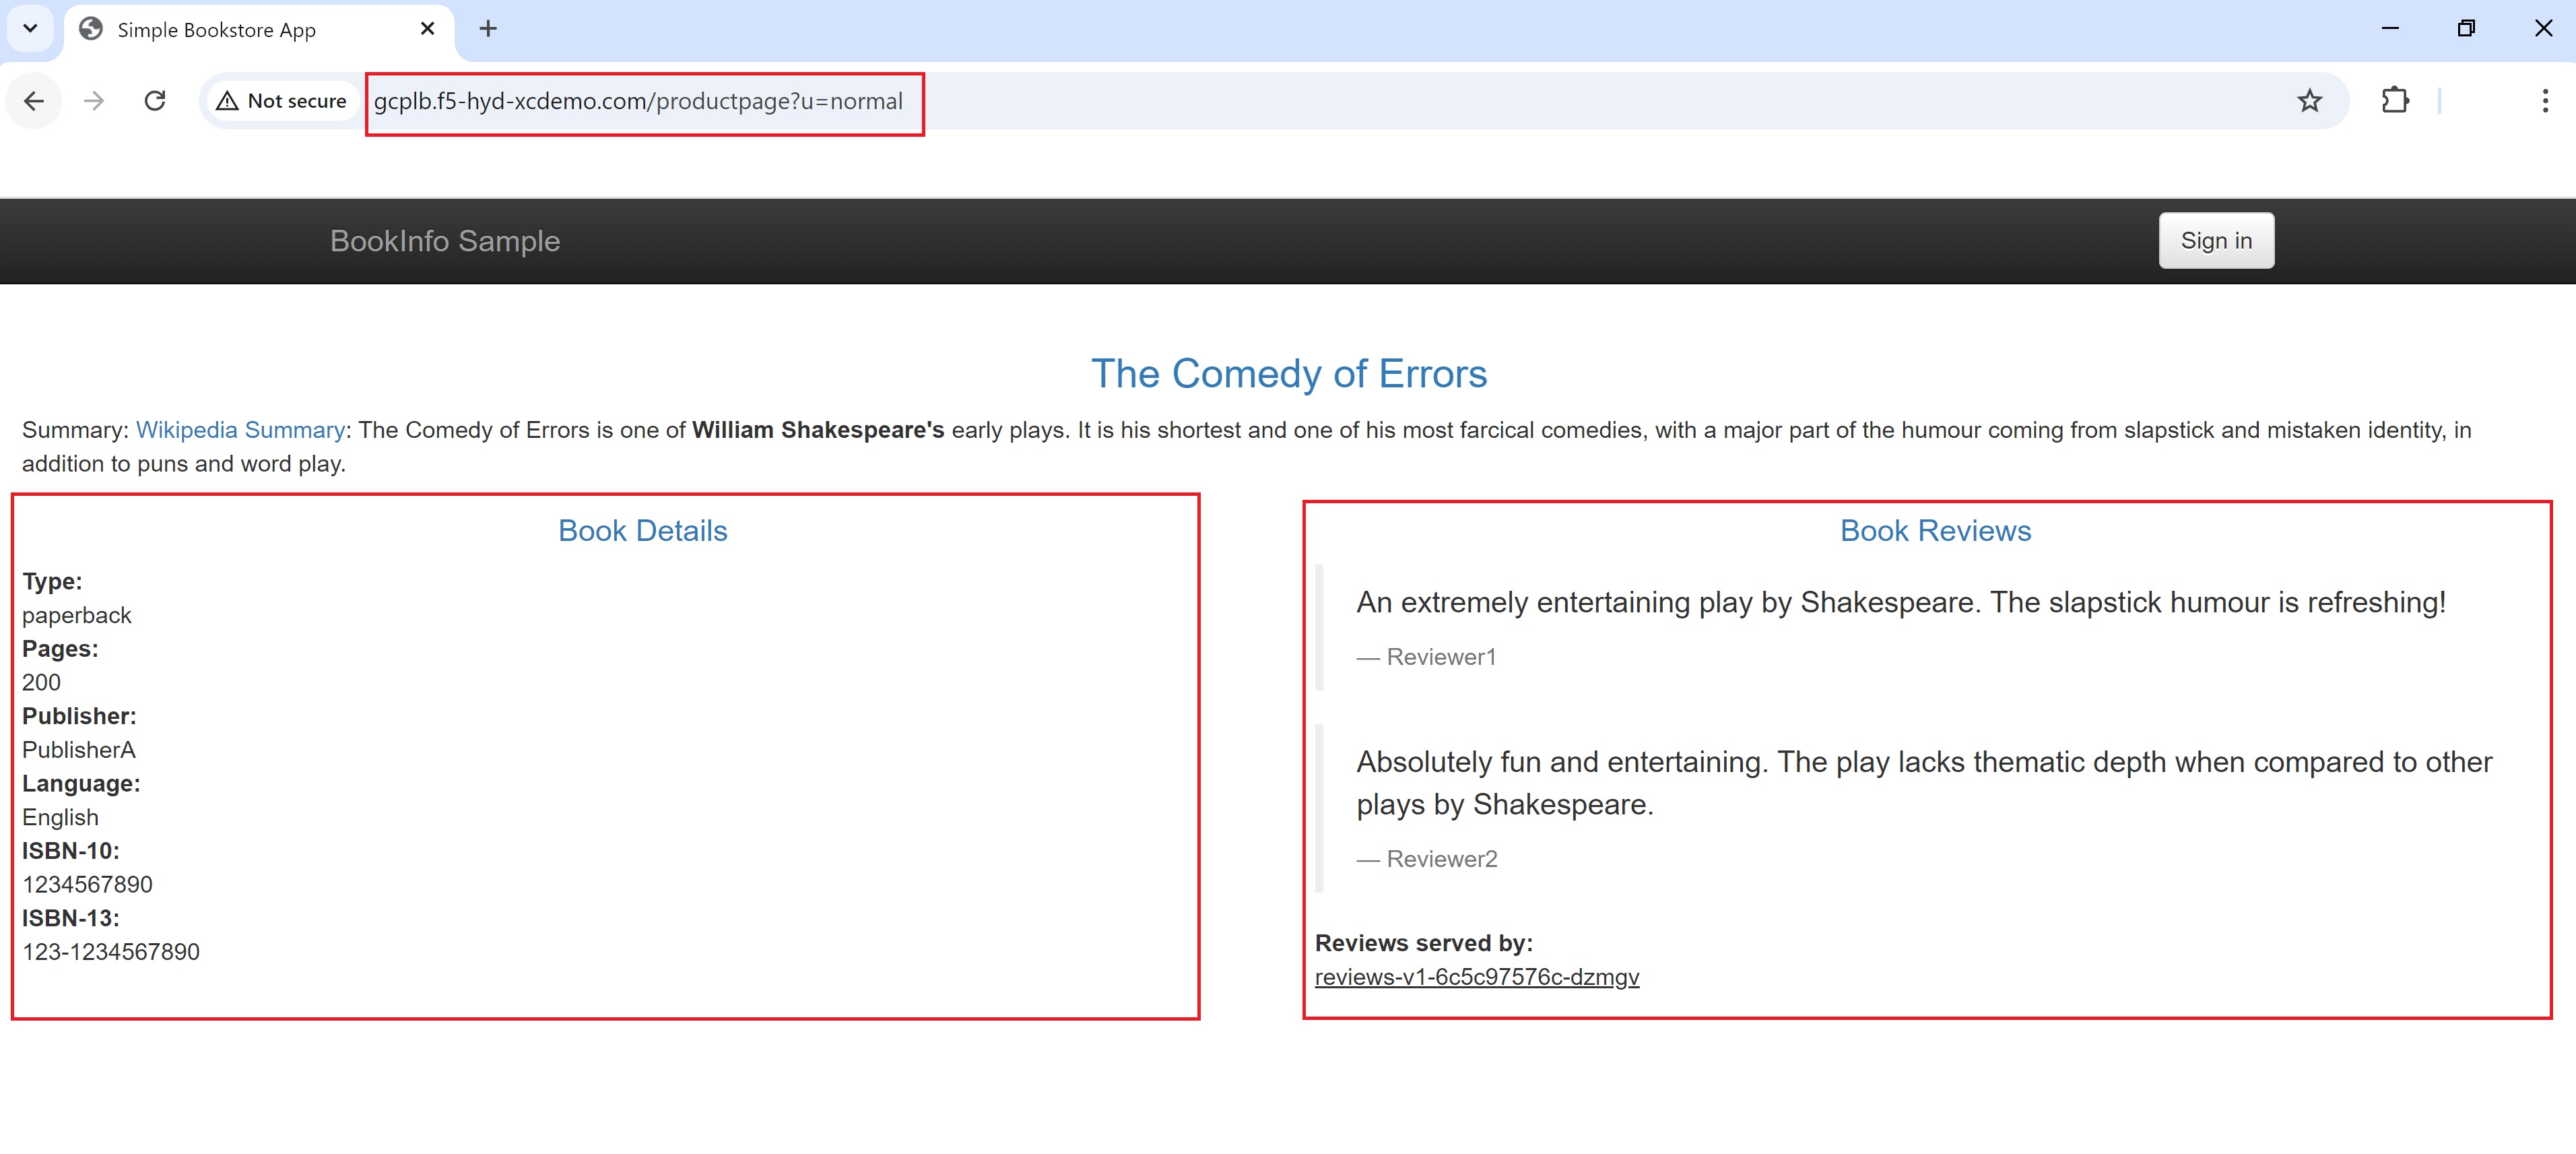 Simple Bookstore App
Not secure
gcplb.f5-hyd-xcdemo.com/productpage?u=normal
BookInfo Sample
Sign in
The Comedy of Errors
Summary: Wikipedia Summary: The Comedy of Errors is one of William Shakespeare's early plays. It is his shortest and one of his most farcical comedies, with a major part of the humour coming from slapstick and mistaken identity, in
addition to puns and word play.
Book Details
Type:
paperback
Pages:
200
Publisher:
PublisherA
Language:
English
ISBN-10:
1234567890
ISBN-13:
123-1234567890
Book Reviews
An extremely entertaining play by Shakespeare. The slapstick humour is refreshing!
— Reviewer1
Absolutely fun and entertaining. The play lacks thematic depth when compared to other
plays by Shakespeare.
— Reviewer2
Reviews served by:
reviews-v1-6c5c97576c-dzmgv